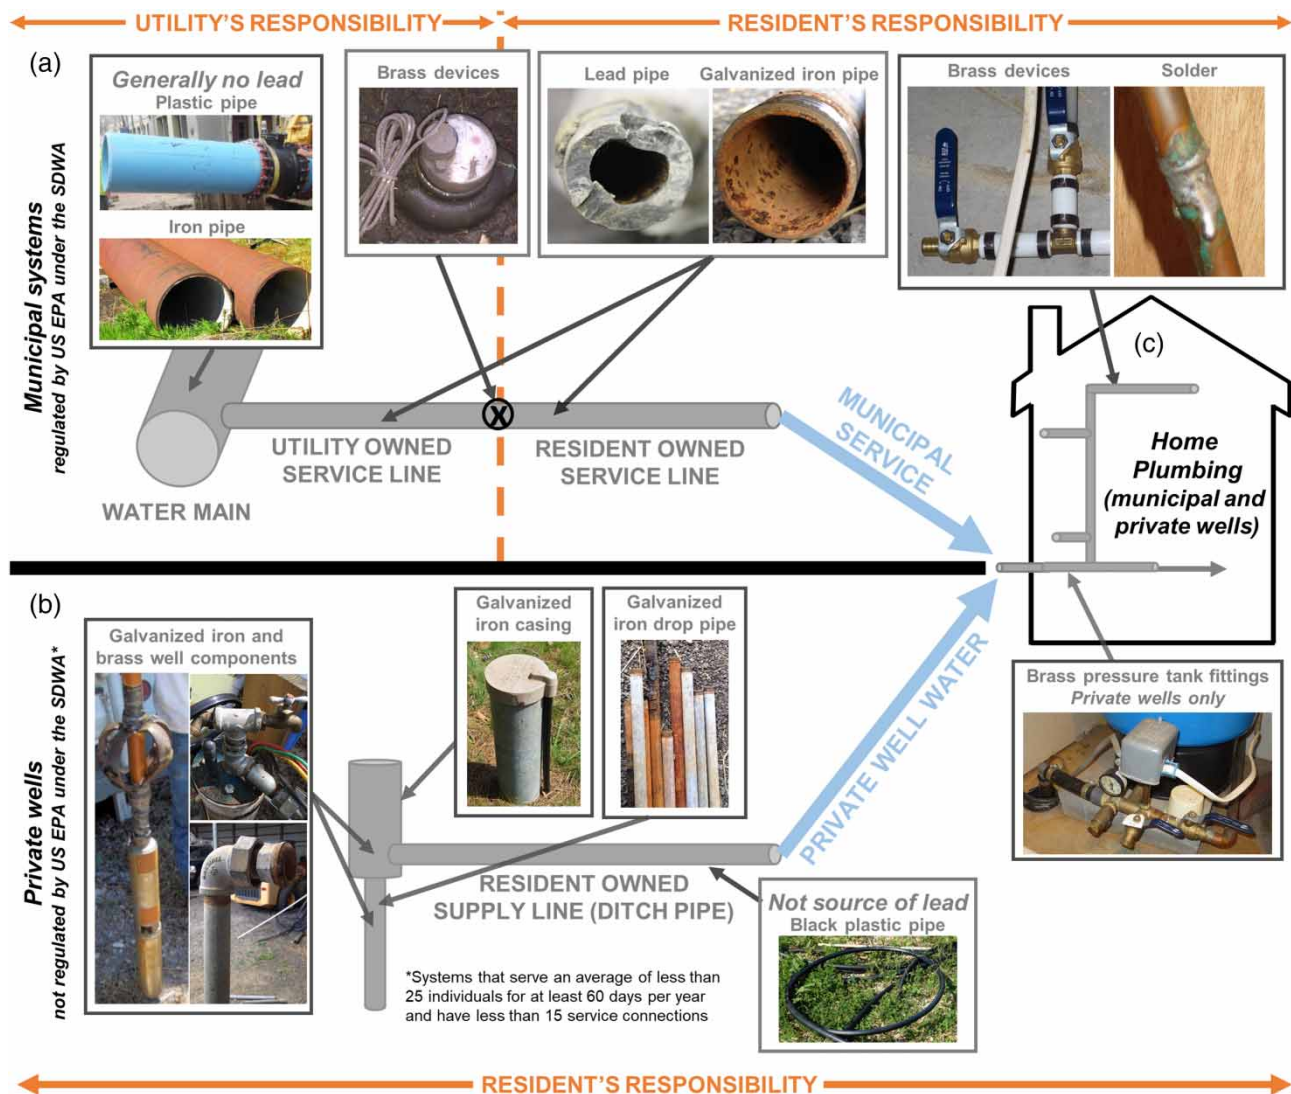 UTILITY'S RESPONSIBILITY
RESIDENT'S RESPONSIBILITY
(a)
Municipal systems
regulated by US EPA under the SDWA
Generally no lead
Plastic pipe
Iron pipe
Brass devices
Lead pipe
Galvanized iron pipe
Brass devices
Solder
X
UTILITY OWNED
SERVICE LINE
RESIDENT OWNED
SERVICE LINE
WATER MAIN
MUNICIPAL
SERVICE
(c)
Home
Plumbing
(municipal and
private wells)
(b)
Private wells
not regulated by US EPA under the SDWA*
Galvanized iron and
brass well components
Galvanized
iron casing
Galvanized
iron drop pipe
PRIVATE WELL WATER
Brass pressure tank fittings
Private wells only
RESIDENT OWNED
SUPPLY LINE (DITCH PIPE)
Not source of lead
Black plastic pipe
*Systems that serve an average of less than
25 individuals for at least 60 days per year
and have less than 15 service connections
RESIDENT'S RESPONSIBILITY